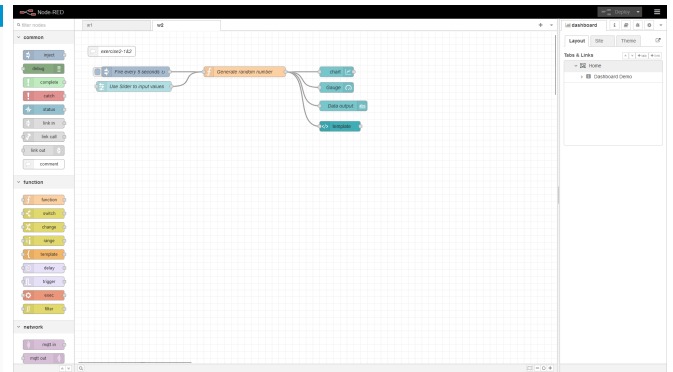 Node-RED
Deploy
filter nodes
w2
dashboard
common
inject
debug
complete
catch
status
link in
link call
link out
comment
function
function
switch
change
range
template
delay
trigger
exec
filter
network
mqtt in
mqtt out
exercise2-1&2
Fire every 5 seconds
Use Slider to input values
Generate random number
chart
Gauge
Data output
template
Layout
Site
Theme
Tabs & Links
Home
Dashboard Demo